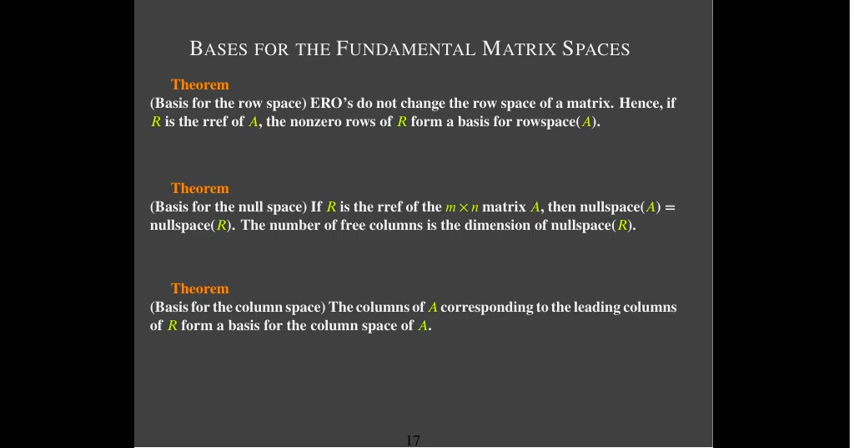 BASES FOR THE FUNDAMENTAL MATRIX SPACES
Theorem
(Basis for the row space) ERO's do not change the row space of a matrix. Hence, if
R is the rref of A, the nonzero rows of R form a basis for rowspace(A).
Theorem
(Basis for the null space) If R is the rref of the m × n matrix A, then nullspace(A) =
nullspace(R). The number of free columns is the dimension of nullspace(R).
Theorem
(Basis for the column space) The columns of A corresponding to the leading columns
of R form a basis for the column space of A.
17